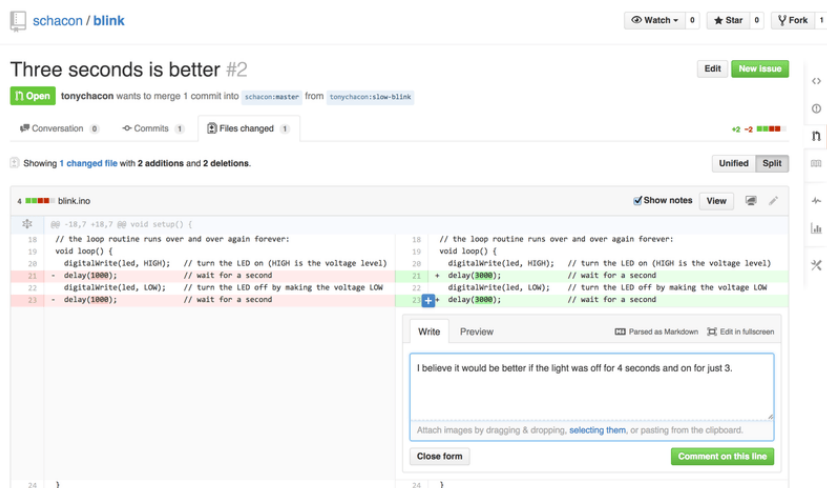 schacon / blink
Watch 0 Star 0 Fork 1
Three seconds is better #2
Edit New issue
Open tonychacon wants to merge 1 commit into schacon:master from tonychacon:slow-blink
Conversation 0 Commits 1 Files changed 1 +2 −2
Showing 1 changed file with 2 additions and 2 deletions.
Unified Split
4 blink.ino Show notes View
@@ -18,7 +18,7 @@ void setup() {
18 // the loop routine runs over and over again forever:
19 void loop() {
20 digitalWrite(led, HIGH); // turn the LED on (HIGH is the voltage level)
21 - delay(1000); // wait for a second
22 digitalWrite(led, LOW); // turn the LED off by making the voltage LOW
23 - delay(1000); // wait for a second
24 }
18 // the loop routine runs over and over again forever:
19 void loop() {
20 digitalWrite(led, HIGH); // turn the LED on (HIGH is the voltage level)
21 + delay(3000); // wait for a second
22 digitalWrite(led, LOW); // turn the LED off by making the voltage LOW
23 + delay(3000); // wait for a second
Write Preview Parsed as Markdown Edit in fullscreen
I believe it would be better if the light was off for 4 seconds and on for just 3.
Attach images by dragging & dropping, selecting them, or pasting from the clipboard.
Close form Comment on this line
24 }